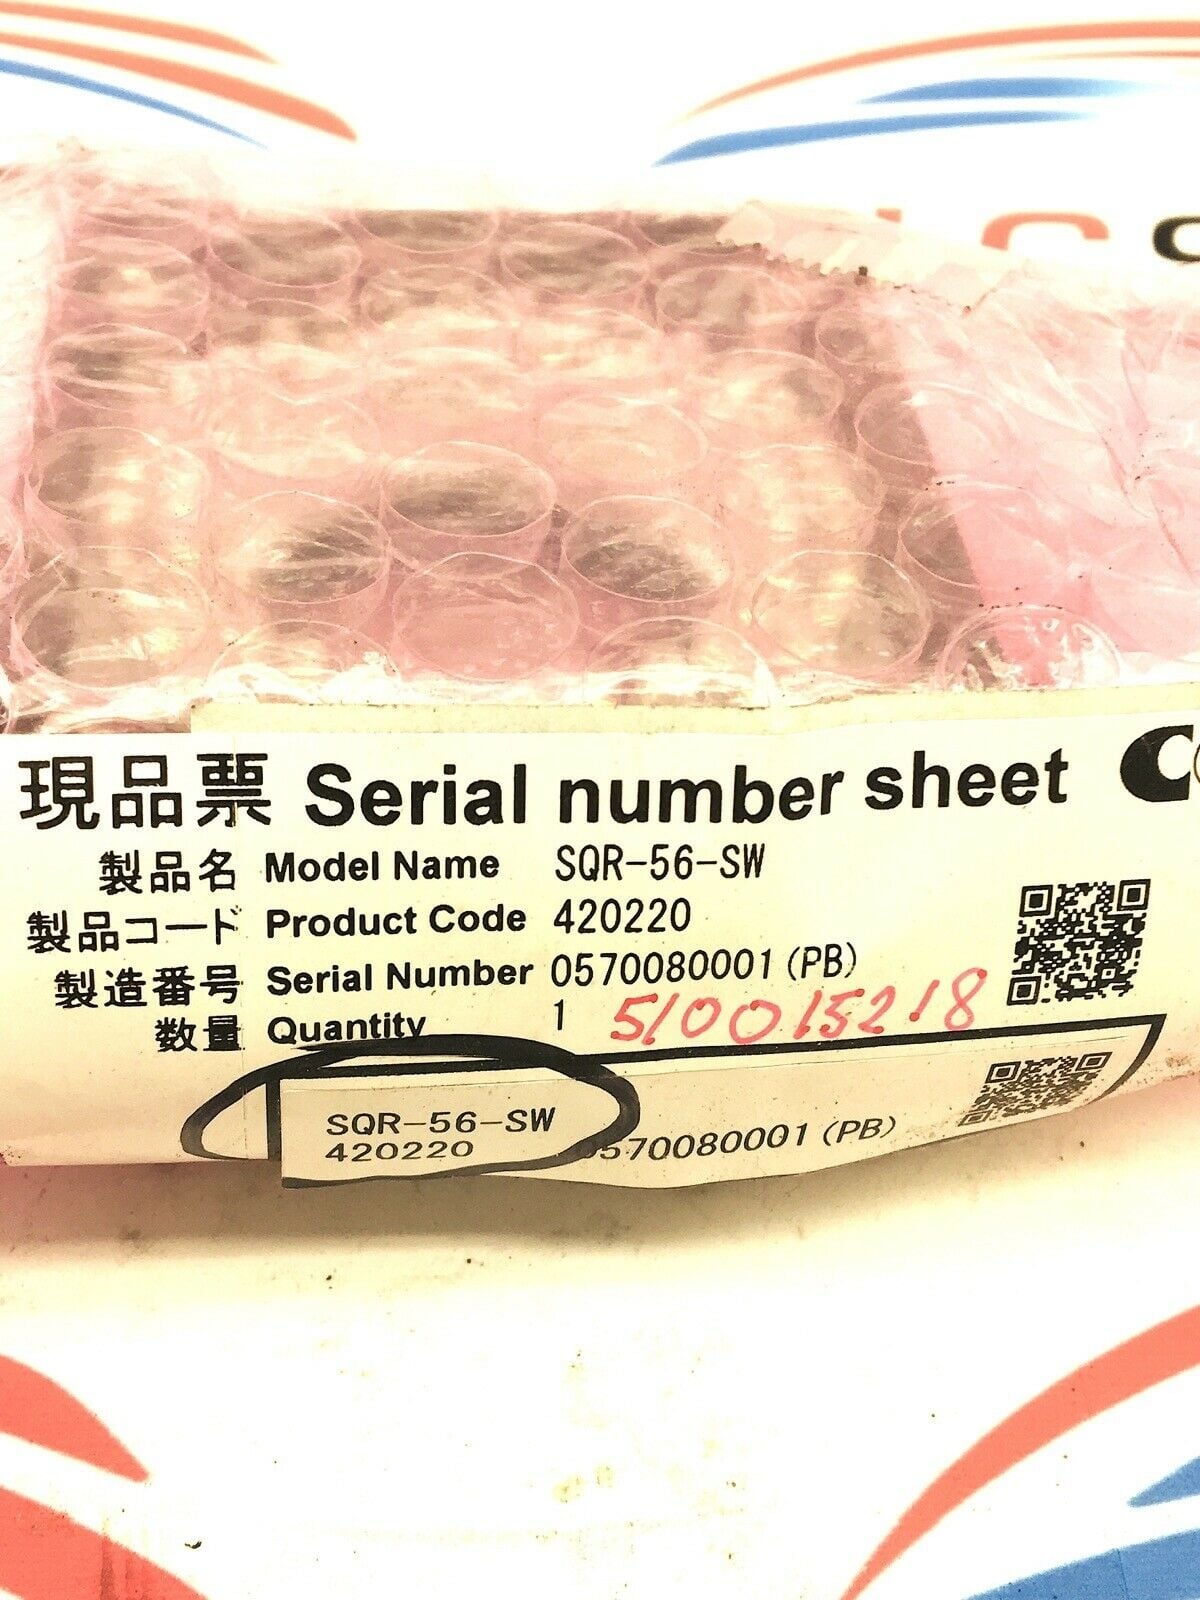 現品票 Serial number sheet
製品名 Model Name SQR-56-SW
製品コード Product Code 420220
製造番号 Serial Number 0570080001(PB)
数量 Quantity 1 510015218
SQR-56-SW
420220 0570080001(PB)